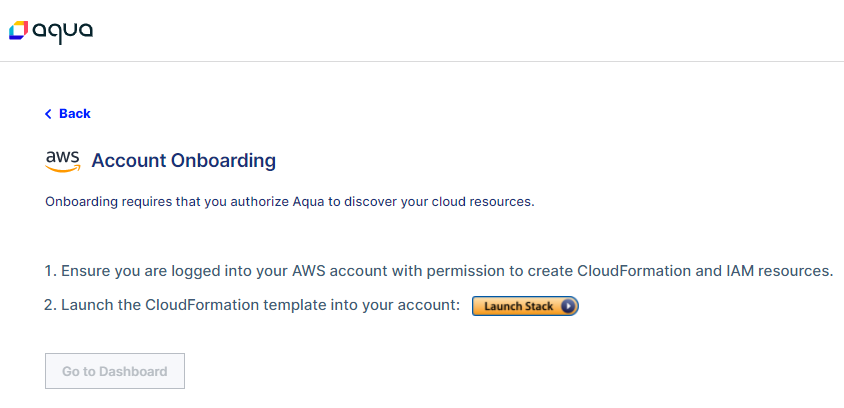 aqua
Back
aws Account Onboarding
Onboarding requires that you authorize Aqua to discover your cloud resources.
1. Ensure you are logged into your AWS account with permission to create CloudFormation and IAM resources.
2. Launch the CloudFormation template into your account: Launch Stack
Go to Dashboard